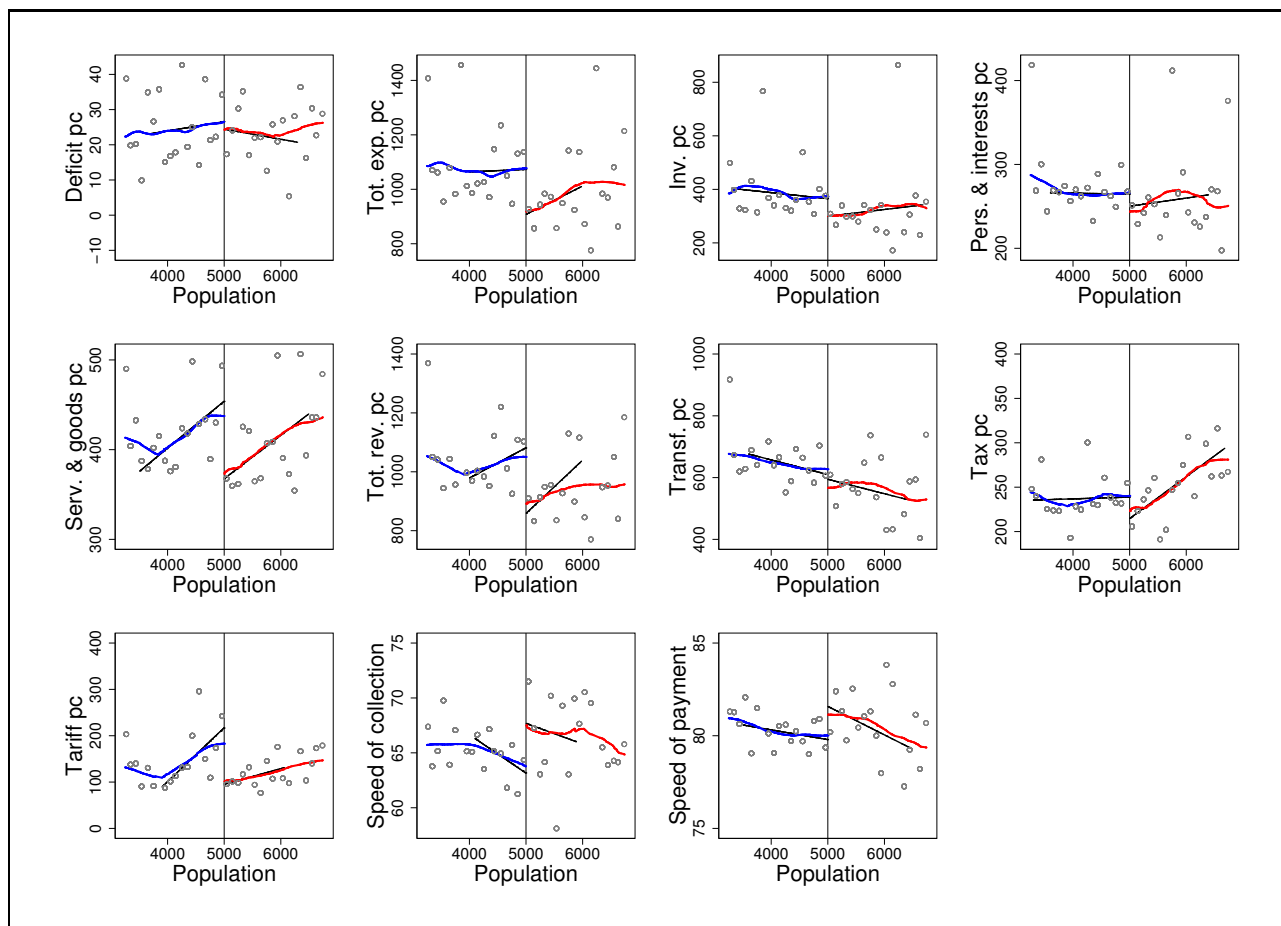 Deficit pc
−10 0 10 20 30 40
4000 5000 6000
Population
Tot. exp. pc
800 1000 1200 1400
4000 5000 6000
Population
Inv. pc
200 400 600 800
4000 5000 6000
Population
Pers. & interests pc
200 300 400
4000 5000 6000
Population
Serv. & goods pc
300 400 500
4000 5000 6000
Population
Tot. rev. pc
800 1000 1200 1400
4000 5000 6000
Population
Transf. pc
400 600 800 1000
4000 5000 6000
Population
Tax pc
200 250 300 350 400
4000 5000 6000
Population
Tariff pc
0 100 200 300 400
4000 5000 6000
Population
Speed of collection
60 65 70 75
4000 5000 6000
Population
Speed of payment
75 80 85
4000 5000 6000
Population